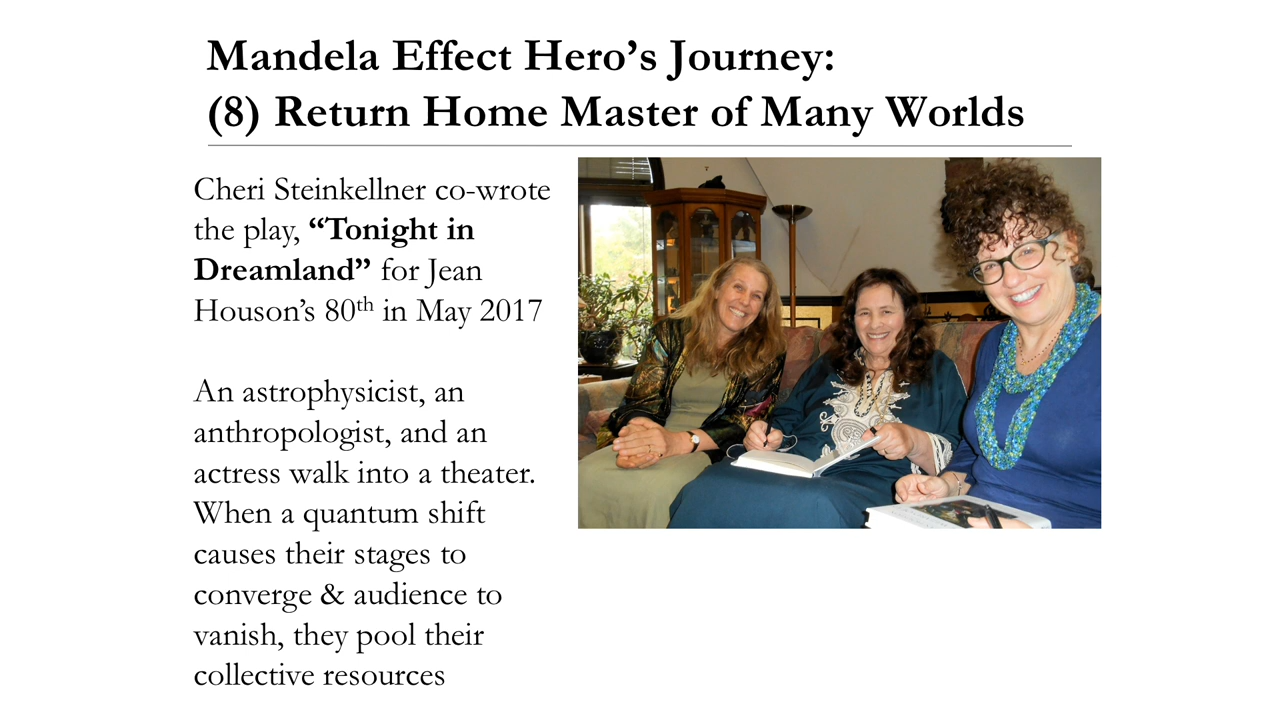 Mandela Effect Hero’s Journey:
(8) Return Home Master of Many Worlds
Cheri Steinkellner co-wrote
the play, “Tonight in
Dreamland” for Jean
Houson’s 80th in May 2017
An astrophysicist, an
anthropologist, and an
actress walk into a theater.
When a quantum shift
causes their stages to
converge & audience to
vanish, they pool their
collective resources